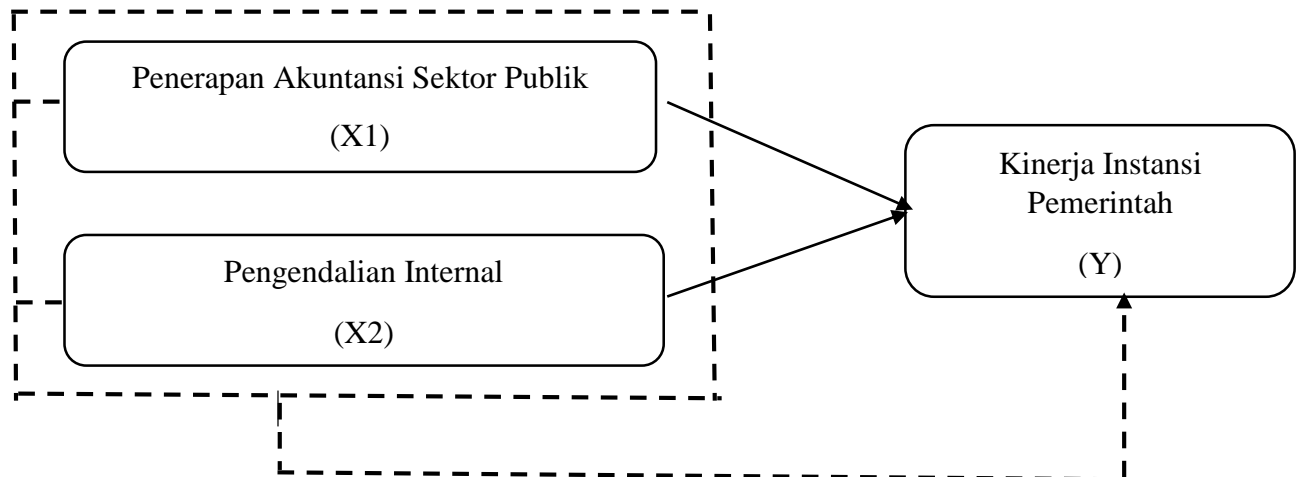 Penerapan Akuntansi Sektor Publik
(X1)
Kinerja Instansi
Pemerintah
(Y)
Pengendalian Internal
(X2)